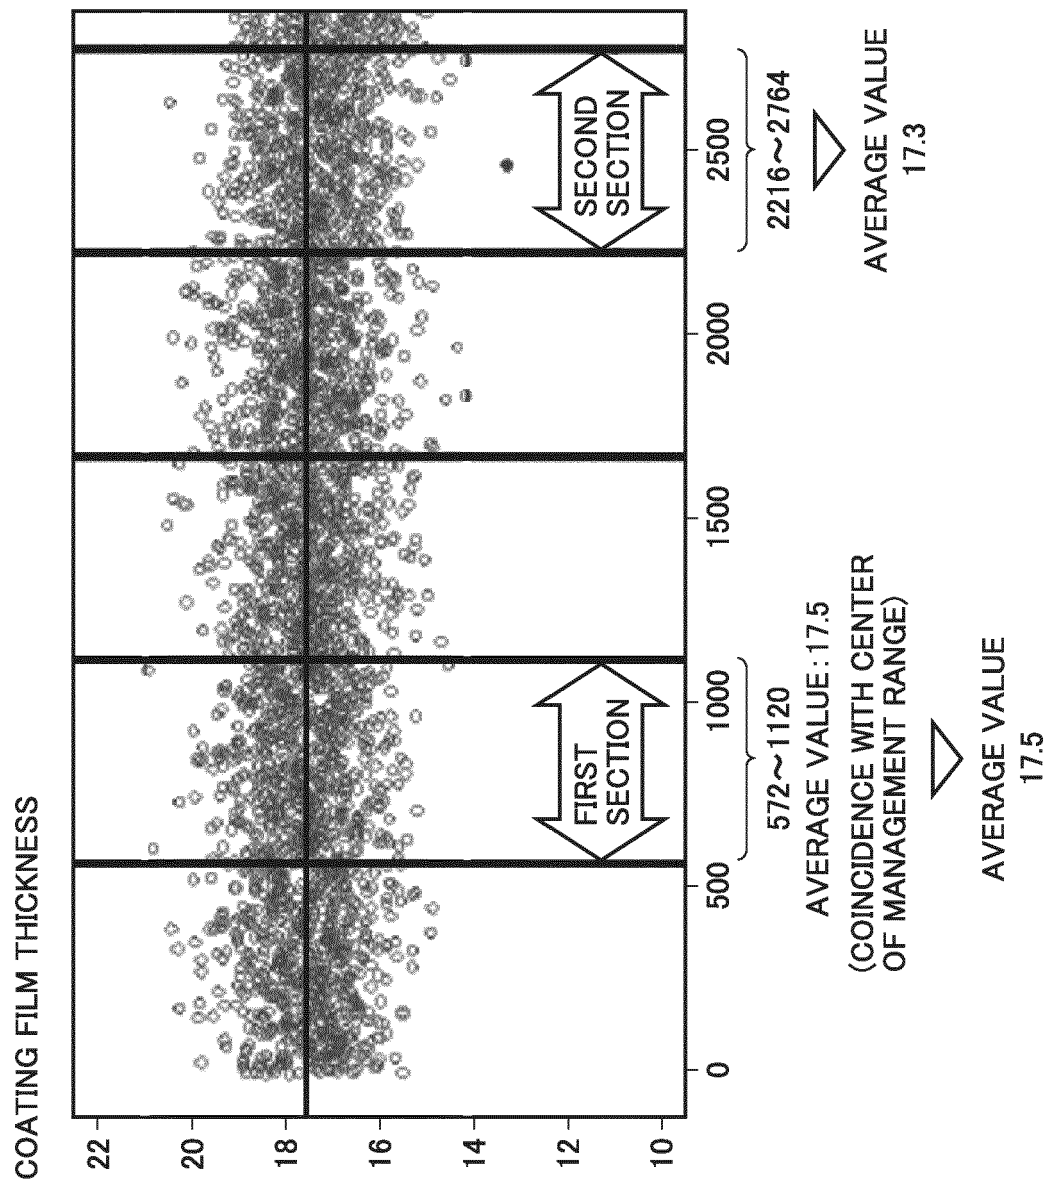 COATING FILM THICKNESS
22
20
18
16
14
12
10
0
500
1000
1500
2000
2500
FIRST
SECTION
SECOND
SECTION
572～1120
AVERAGE VALUE:17.5
(COINCIDENCE WITH CENTER
OF MANAGEMENT RANGE)
AVERAGE VALUE
17.5
2216～2764
AVERAGE VALUE
17.3